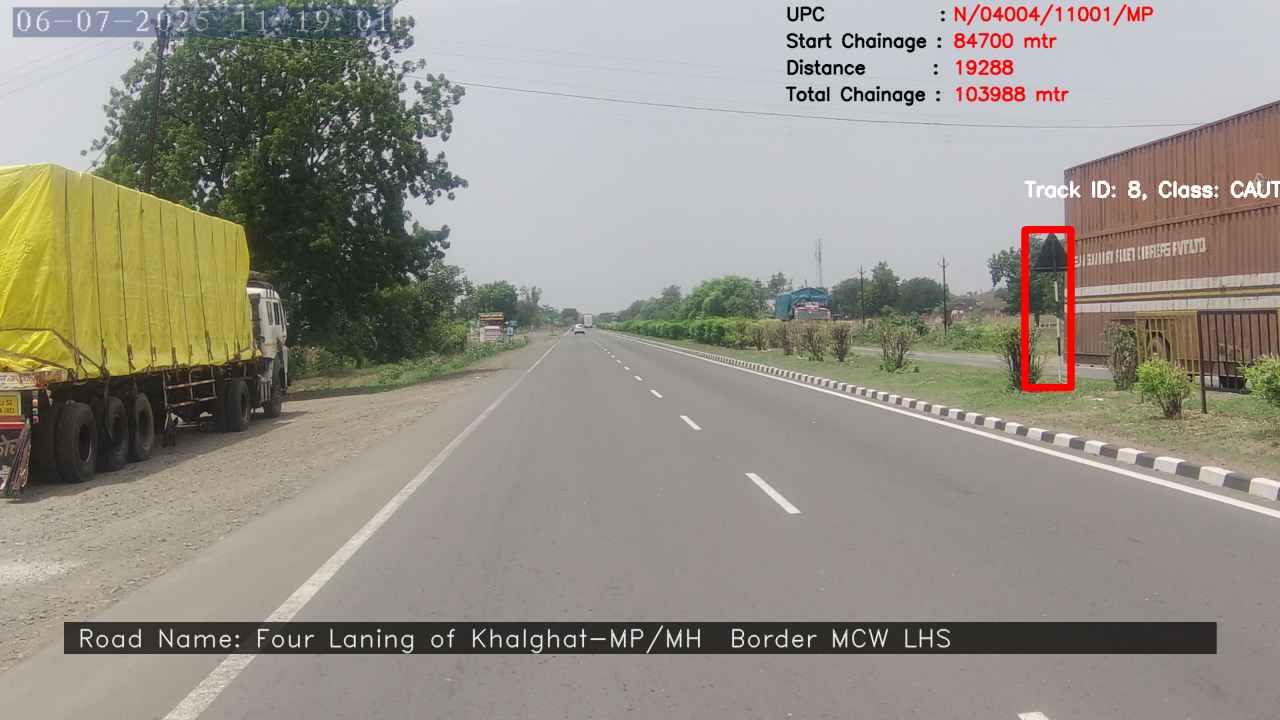 06-07-2025 11:19:01
UPC : N/04004/11001/MP
Start Chainage : 84700 mtr
Distance : 19288
Total Chainage : 103988 mtr
Track ID: 8, Class: CAUT
Road Name: Four Laning of Khalghat-MP/MH Border MCW LHS